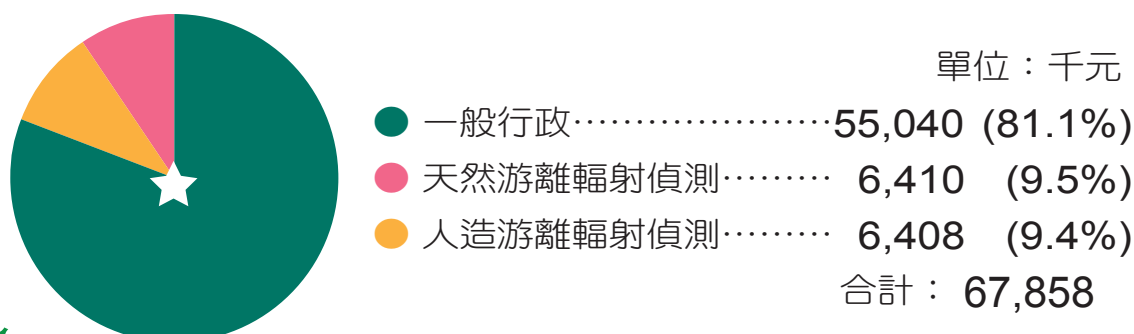 單位：千元
一般行政…………………55,040 (81.1%)
天然游離輻射偵測……… 6,410 (9.5%)
人造游離輻射偵測……… 6,408 (9.4%)
合計：67,858